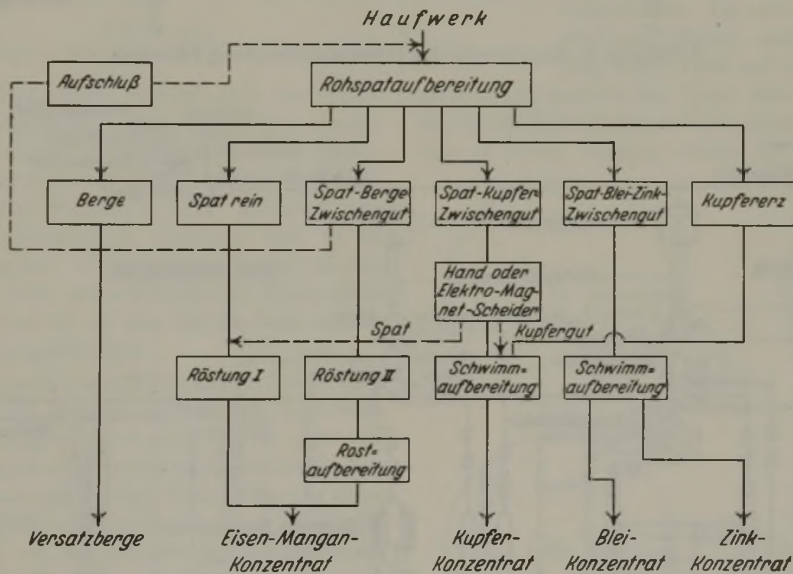 Haufwerk
Aufschluß
Rohspataufbereitung
Berge
Spat rein
Spat-Berge
Zwischengut
Spat-Kupfer
Zwischengut
Spat-Blei-Zink-
Zwischengut
Kupfererz
Hand oder
Elektro-Mag-
net-Scheider
Spat
Kupfergut
Röstung I
Röstung II
Schwimm=
aufbereitung
Schwimm=
aufbereitung
Rost=
aufbereitung
Versatzberge
Eisen-Mangan-
Konzentrat
Kupfer-
Konzentrat
Blei-
Konzentrat
Zink-
Konzentrat